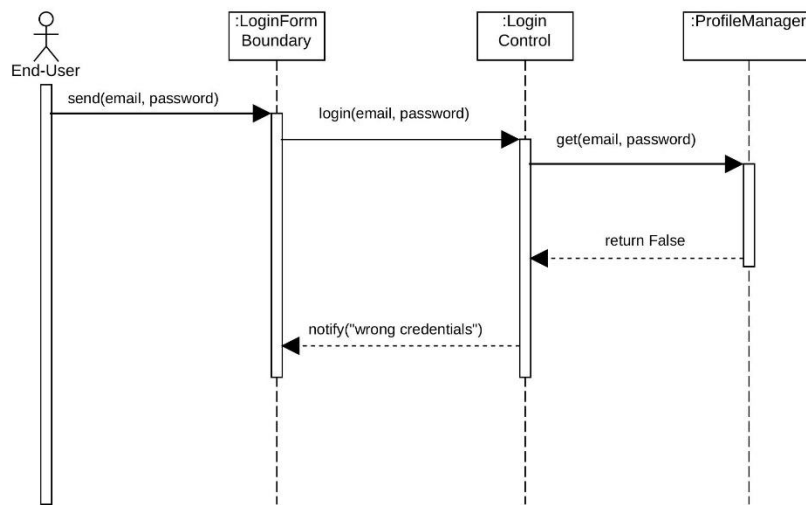 :LoginForm
Boundary
:Login
Control
:ProfileManager
End-User
send(email, password)
login(email, password)
get(email, password)
return False
notify("wrong credentials")